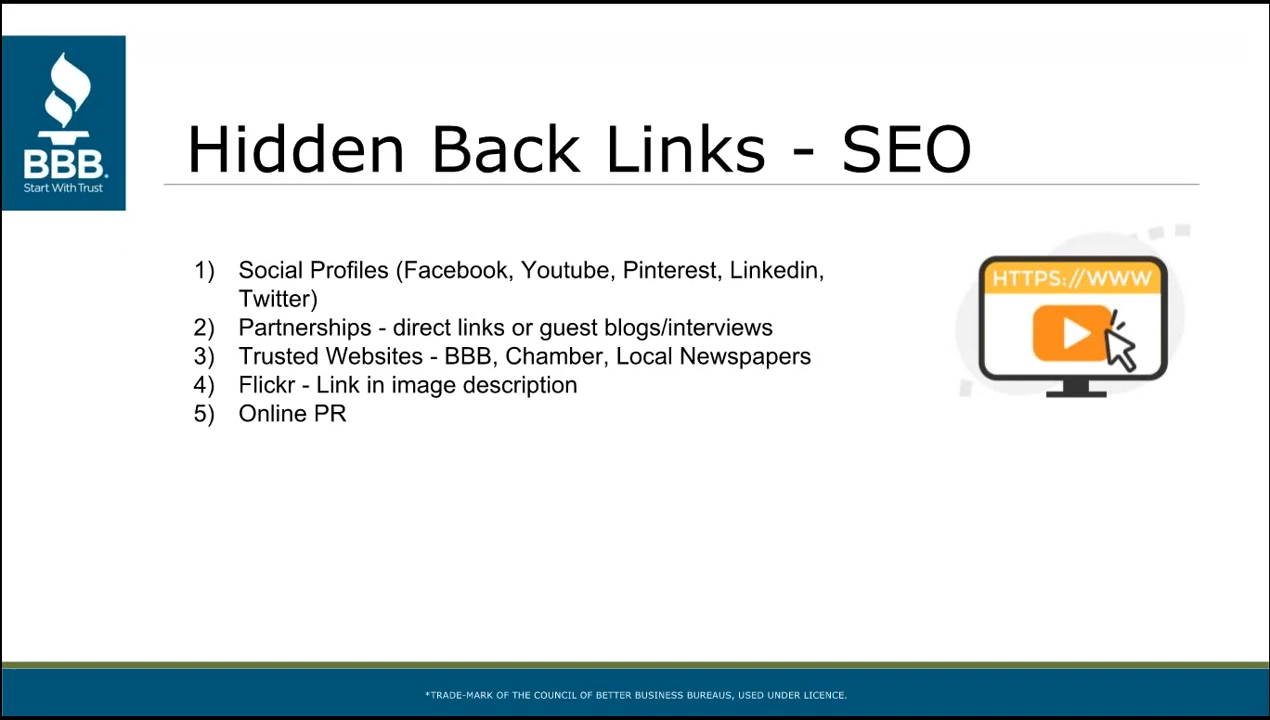 BBB.
Start With Trust
Hidden Back Links - SEO
1) Social Profiles (Facebook, Youtube, Pinterest, Linkedin,
Twitter)
2) Partnerships - direct links or guest blogs/interviews
3) Trusted Websites - BBB, Chamber, Local Newspapers
4) Flickr - Link in image description
5) Online PR
HTTPS://WWW
*TRADE-MARK OF THE COUNCIL OF BETTER BUSINESS BUREAUS, USED UNDER LICENCE.